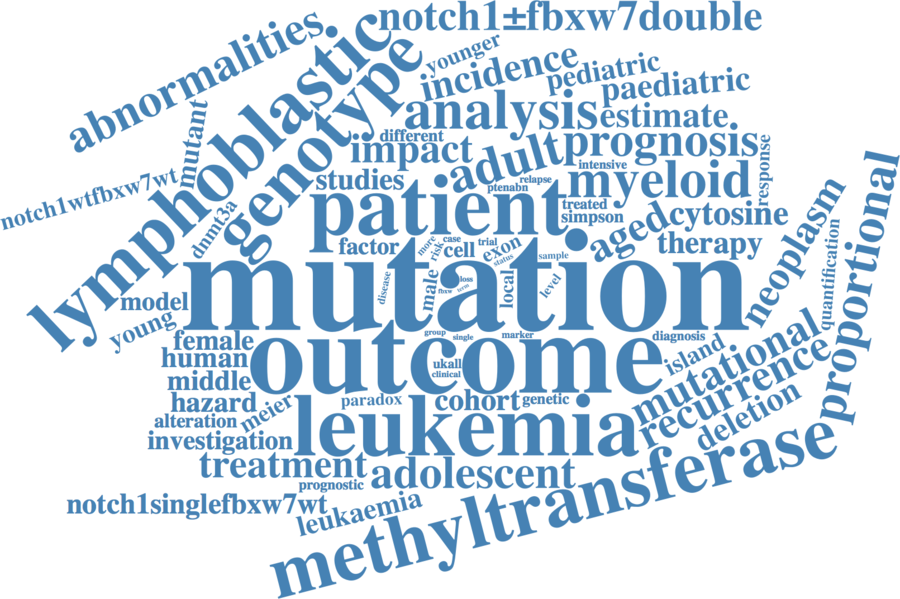 notch1±fbxw7double
abnormalities
lymphoblastic
genotype
younger
incidence
pediatric
paediatric
mutant
analysis
estimate
different
impact
adult
prognosis
response
notch1wtfbxw7wt
dnmt3a
studies
ptenabn
relapse
intensive
myeloid
patient
treated
simpson
aged
cytosine
factor
more
risk
case
cell
trial
exon
status
sample
therapy
neoplasm
quantification
proportional
mutation
disease
male
loss
fbxw
term
local
level
model
young
group
single
marker
diagnosis
female
outcome
island
human
ukall
clinical
mutational
middle
recurrence
hazard
meier
paradox
cohort
genetic
deletion
alteration
leukemia
investigation
treatment
adolescent
prognostic
methyltransferase
notch1singlefbxw7wt
leukaemia